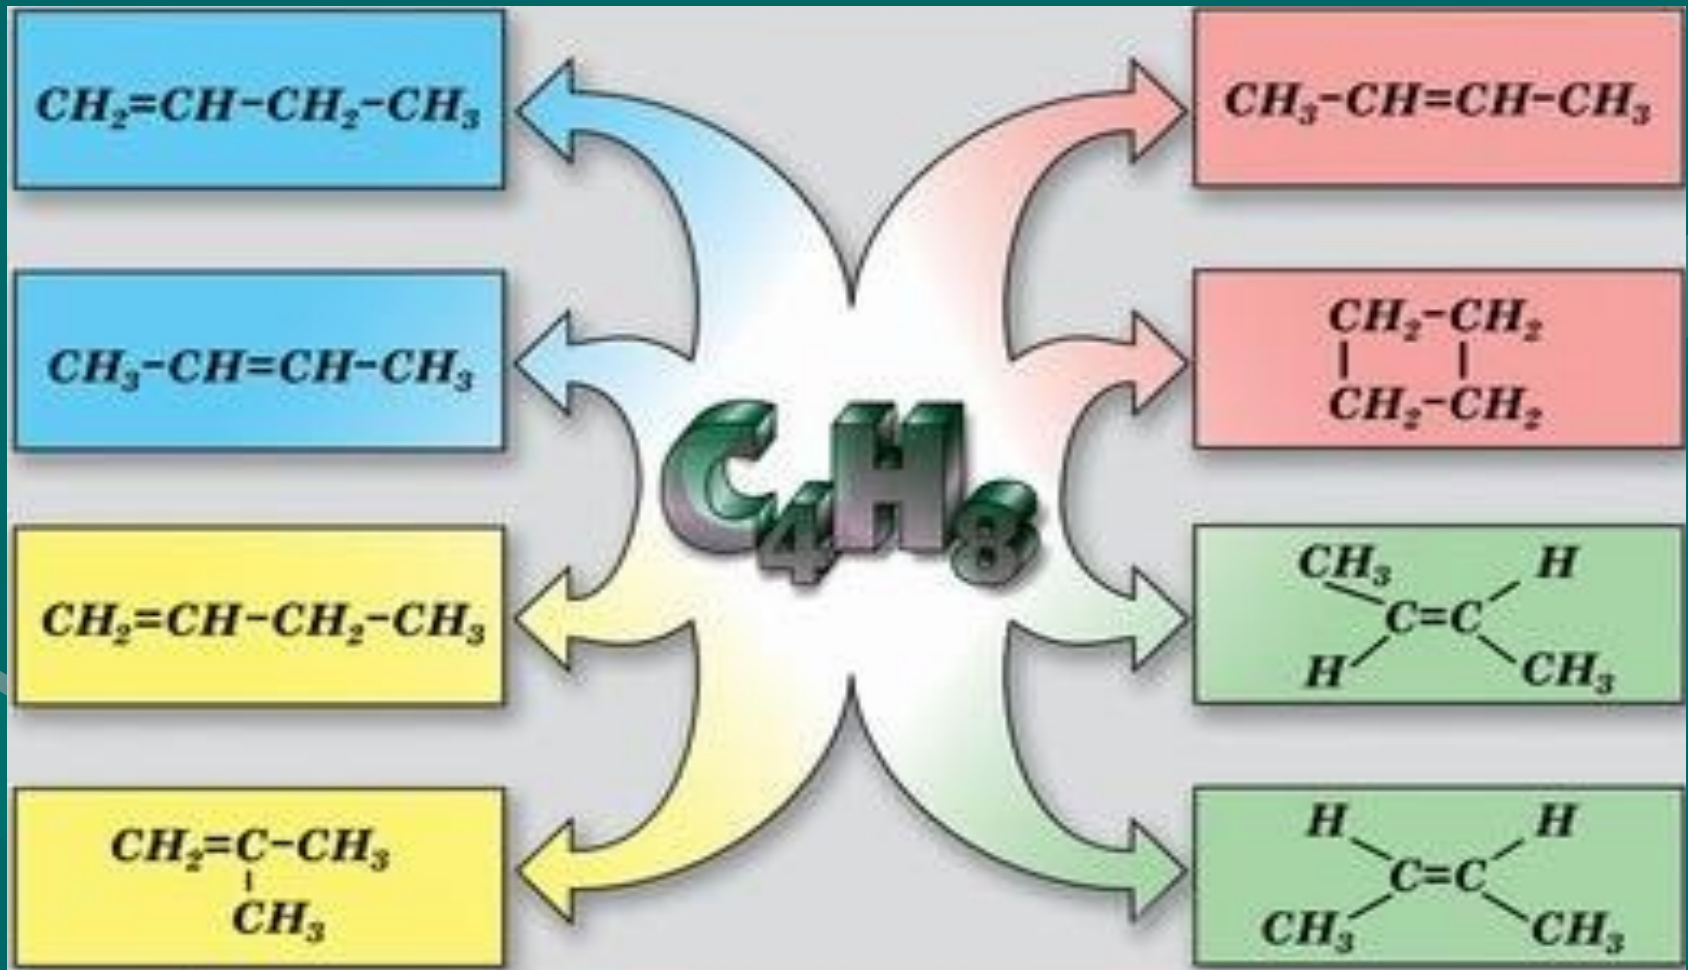 CH₂=CH-CH₂-CH₃
CH₃-CH=CH-CH₃
CH₂=CH-CH₂-CH₃
CH₂=C-CH₃
|
CH₃
C₄H₈
CH₃-CH=CH-CH₃
CH₂-CH₂
| |
CH₂-CH₂
CH₃ H
C=C
H CH₃
H H
C=C
CH₃ CH₃